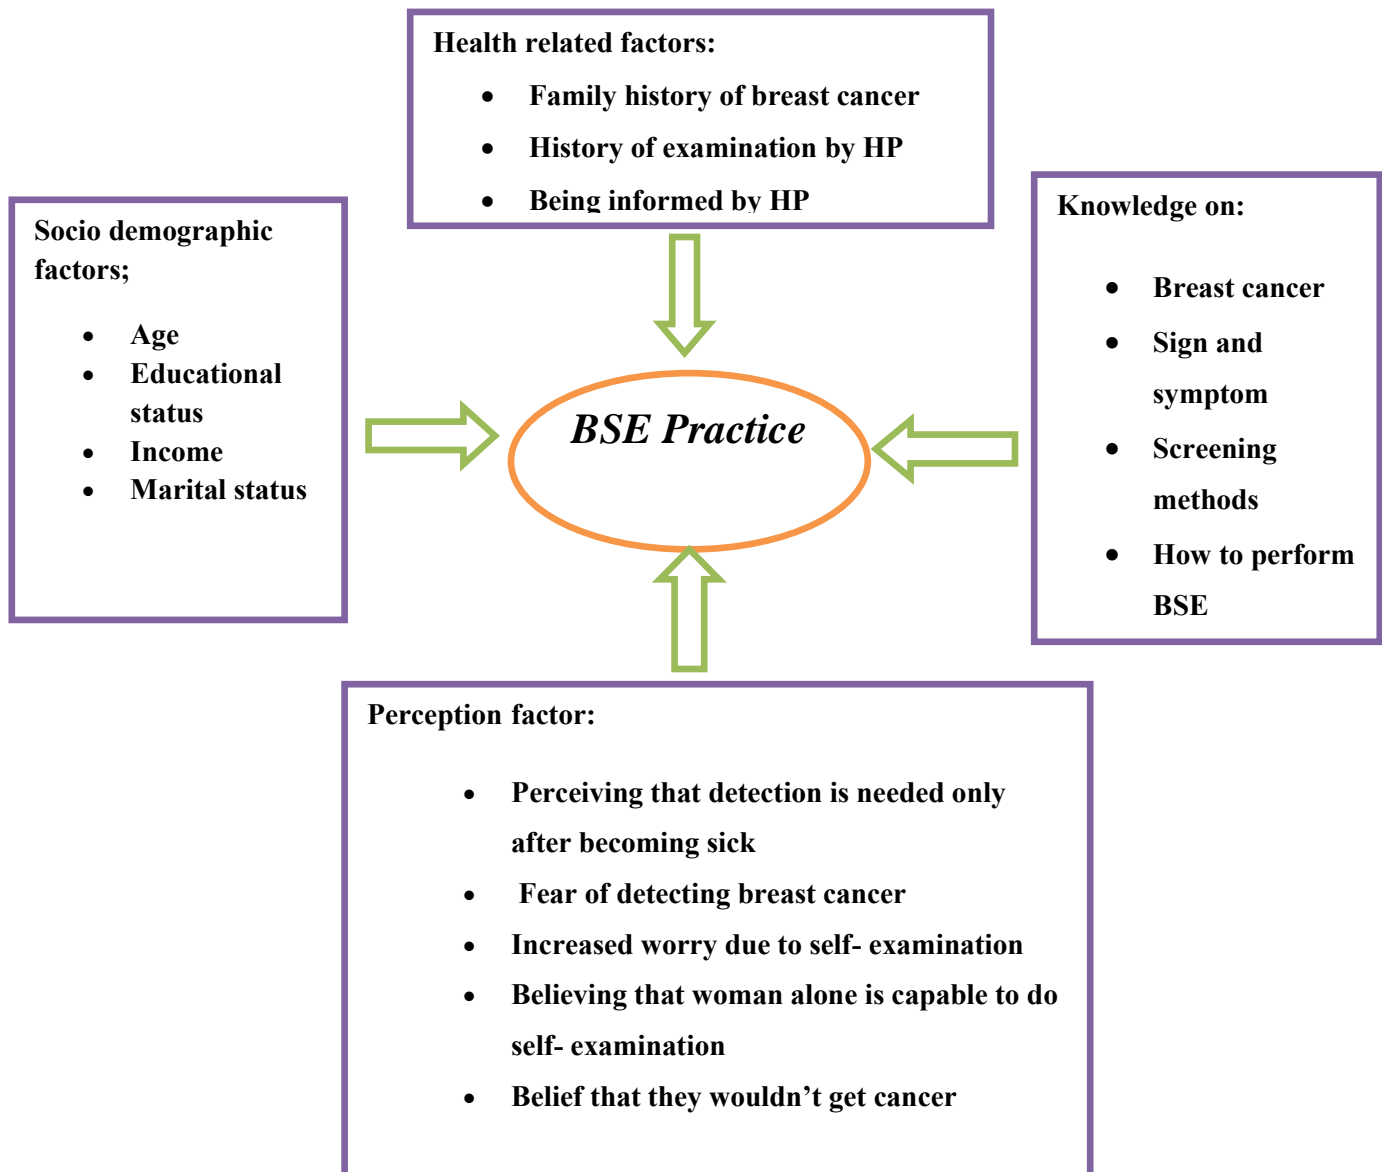 Health related factors:
• Family history of breast cancer
• History of examination by HP
• Being informed by HP
Socio demographic
factors;
• Age
• Educational
status
• Income
• Marital status
BSE Practice
Knowledge on:
• Breast cancer
• Sign and
symptom
• Screening
methods
• How to perform
BSE
Perception factor:
• Perceiving that detection is needed only
after becoming sick
• Fear of detecting breast cancer
• Increased worry due to self- examination
• Believing that woman alone is capable to do
self- examination
• Belief that they wouldn’t get cancer